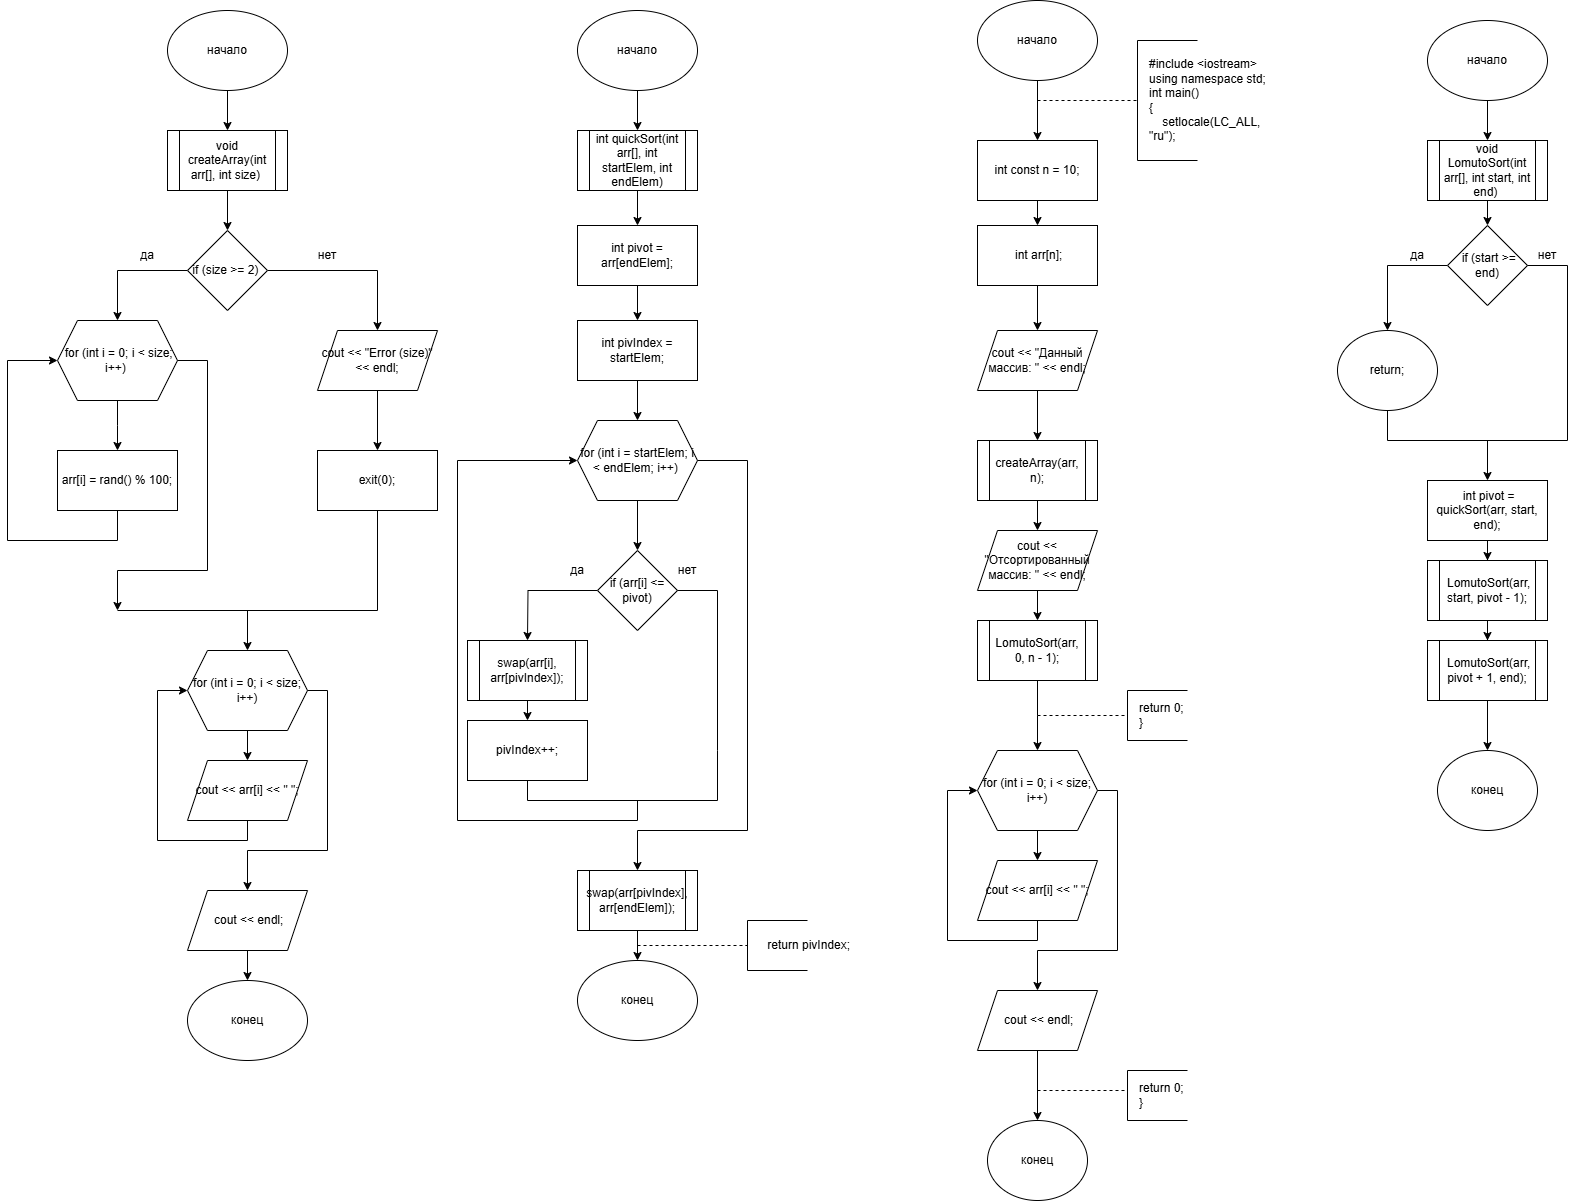 начало
void
createArray(int
arr[], int size)
if (size >= 2)
да
нет
for (int i = 0; i < size;
i++)
arr[i] = rand() % 100;
cout << "Error (size)"
<< endl;
exit(0);
for (int i = 0; i < size;
i++)
cout << arr[i] << " ";
cout << endl;
конец
начало
int quickSort(int
arr[], int
startElem, int
endElem)
int pivot =
arr[endElem];
int pivIndex =
startElem;
for (int i = startElem; i
< endElem; i++)
if (arr[i] <=
pivot)
да
нет
swap(arr[i],
arr[pivIndex]);
pivIndex++;
swap(arr[pivIndex],
arr[endElem]);
return pivIndex;
конец
начало
#include <iostream>
using namespace std;
int main()
{
setlocale(LC_ALL,
"ru");
int const n = 10;
int arr[n];
cout << "Данный
массив: " << endl;
createArray(arr,
n);
cout <<
"Отсортированный
массив: " << endl;
LomutoSort(arr,
0, n - 1);
return 0;
}
for (int i = 0; i < size;
i++)
cout << arr[i] << " ";
cout << endl;
return 0;
}
конец
начало
void
LomutoSort(int
arr[], int start, int
end)
if (start >=
end)
да
нет
return;
int pivot =
quickSort(arr, start,
end);
LomutoSort(arr,
start, pivot - 1);
LomutoSort(arr,
pivot + 1, end);
конец